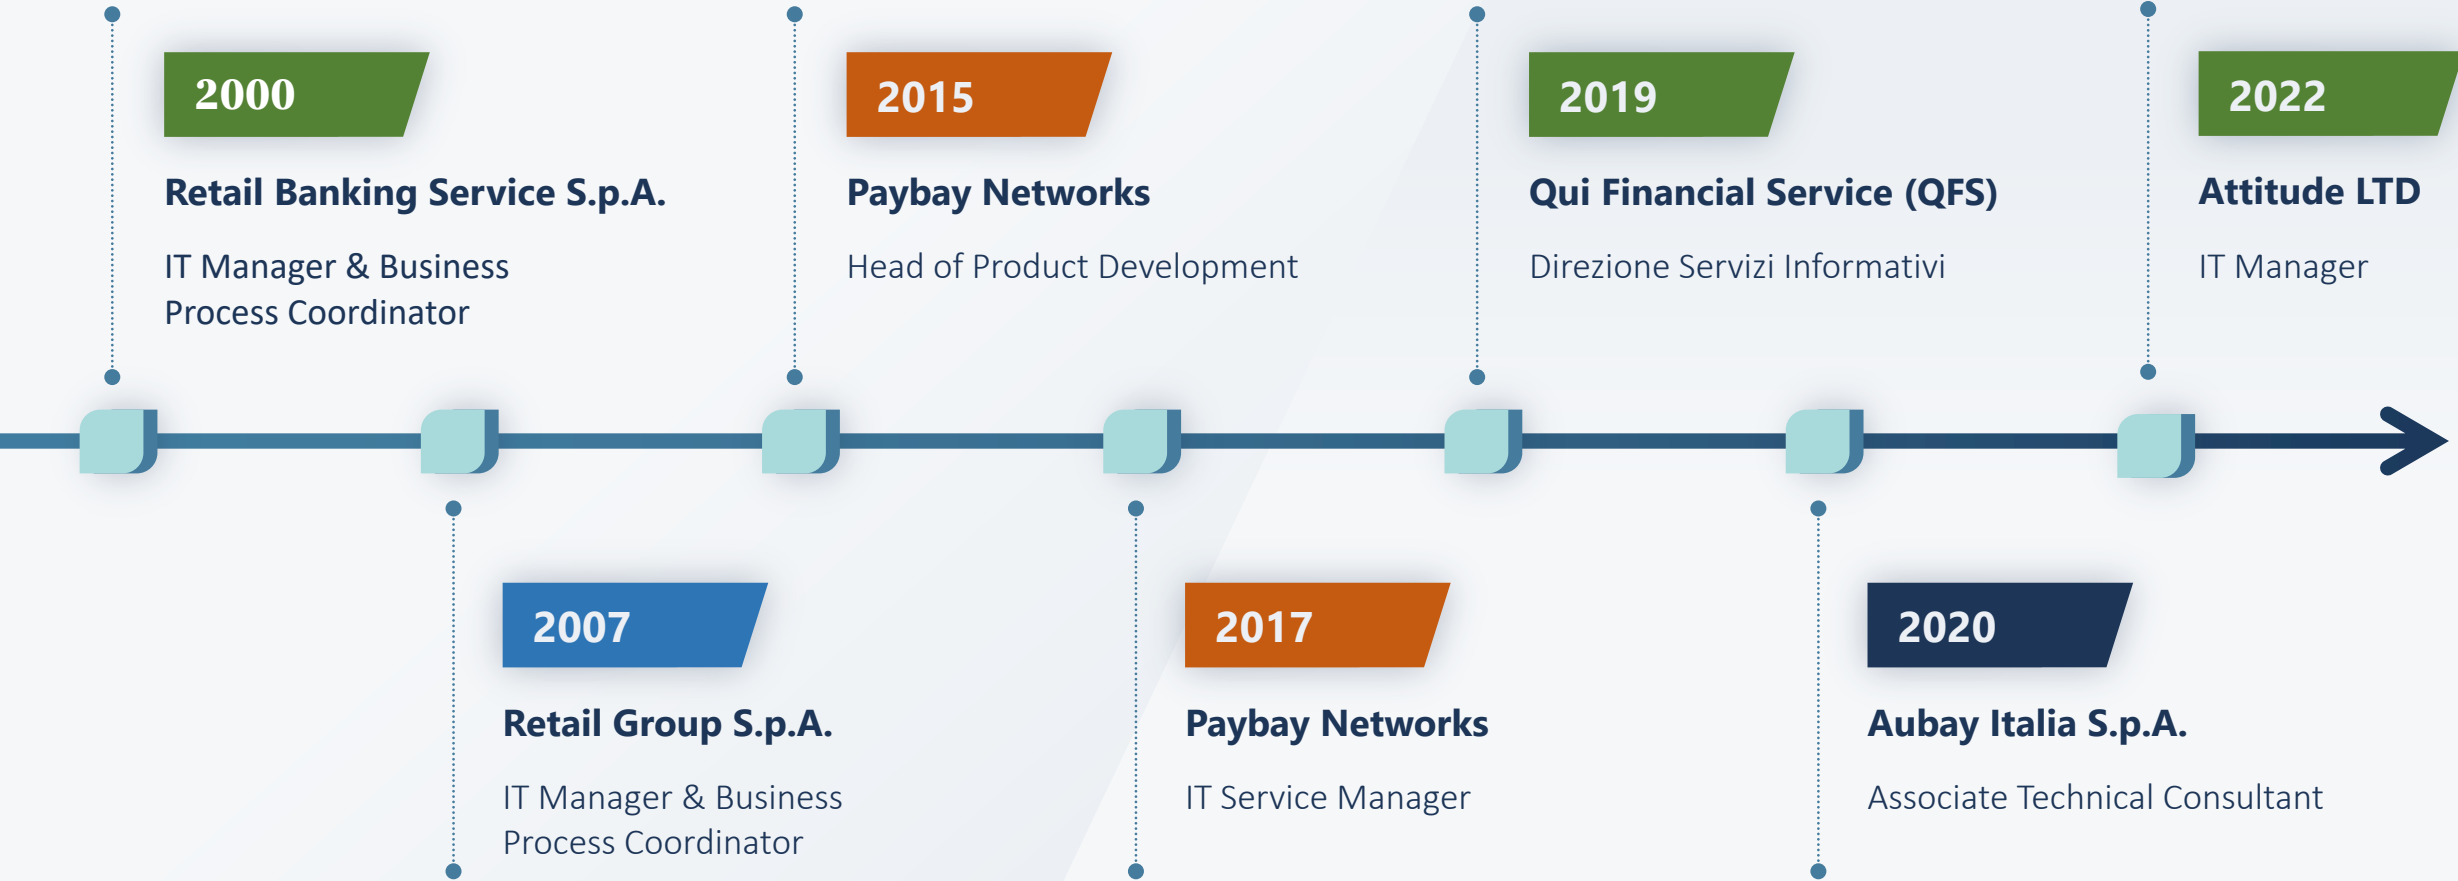 2000
Retail Banking Service S.p.A.
IT Manager & Business
Process Coordinator
2015
Paybay Networks
Head of Product Development
2019
Qui Financial Service (QFS)
Direzione Servizi Informativi
2022
Attitude LTD
IT Manager
2007
Retail Group S.p.A.
IT Manager & Business
Process Coordinator
2017
Paybay Networks
IT Service Manager
2020
Aubay Italia S.p.A.
Associate Technical Consultant